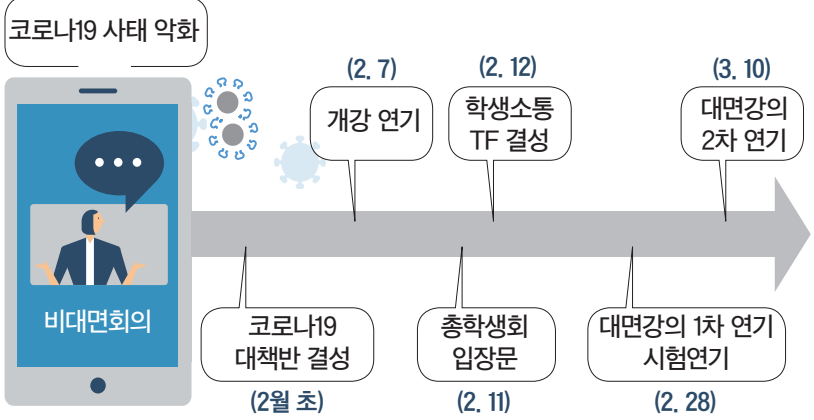 코로나19 사태 악화
비대면회의
코로나19
대책반 결성
(2월 초)
(2. 7)
개강 연기
총학생회
입장문
(2. 11)
(2. 12)
학생소통
TF 결성
대면강의 1차 연기
시험연기
(2. 28)
(3. 10)
대면강의
2차 연기